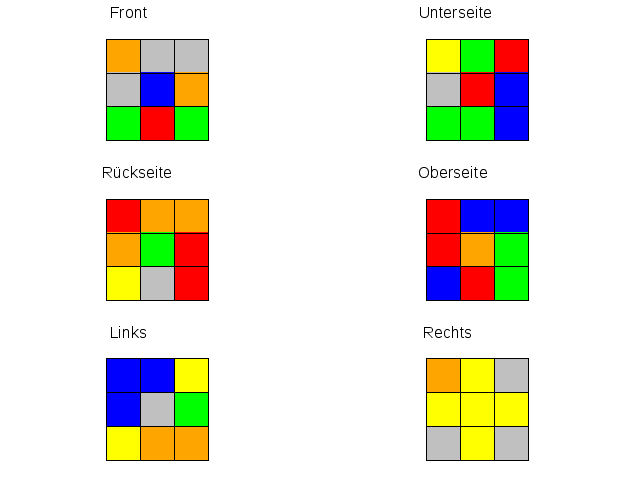 Front
Unterseite
Rückseite
Oberseite
Links
Rechts